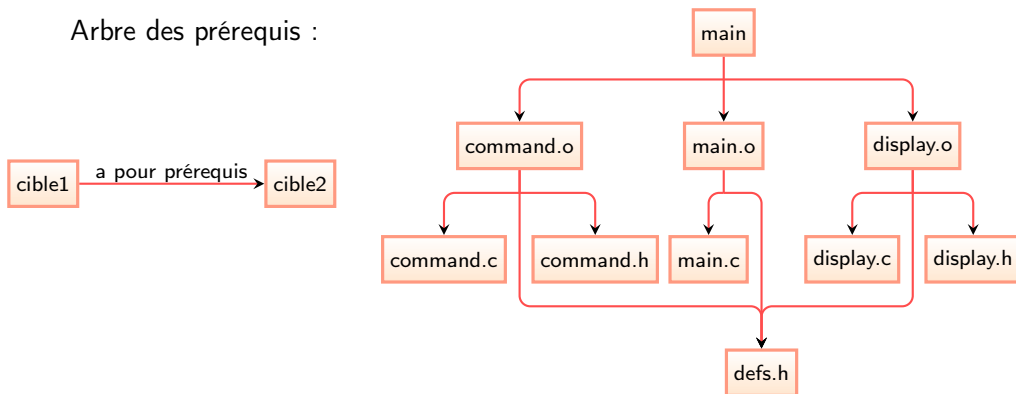 Arbre des prérequis :
main
command.o
main.o
display.o
cible1
a pour prérequis
cible2
command.c
command.h
main.c
display.c
display.h
defs.h